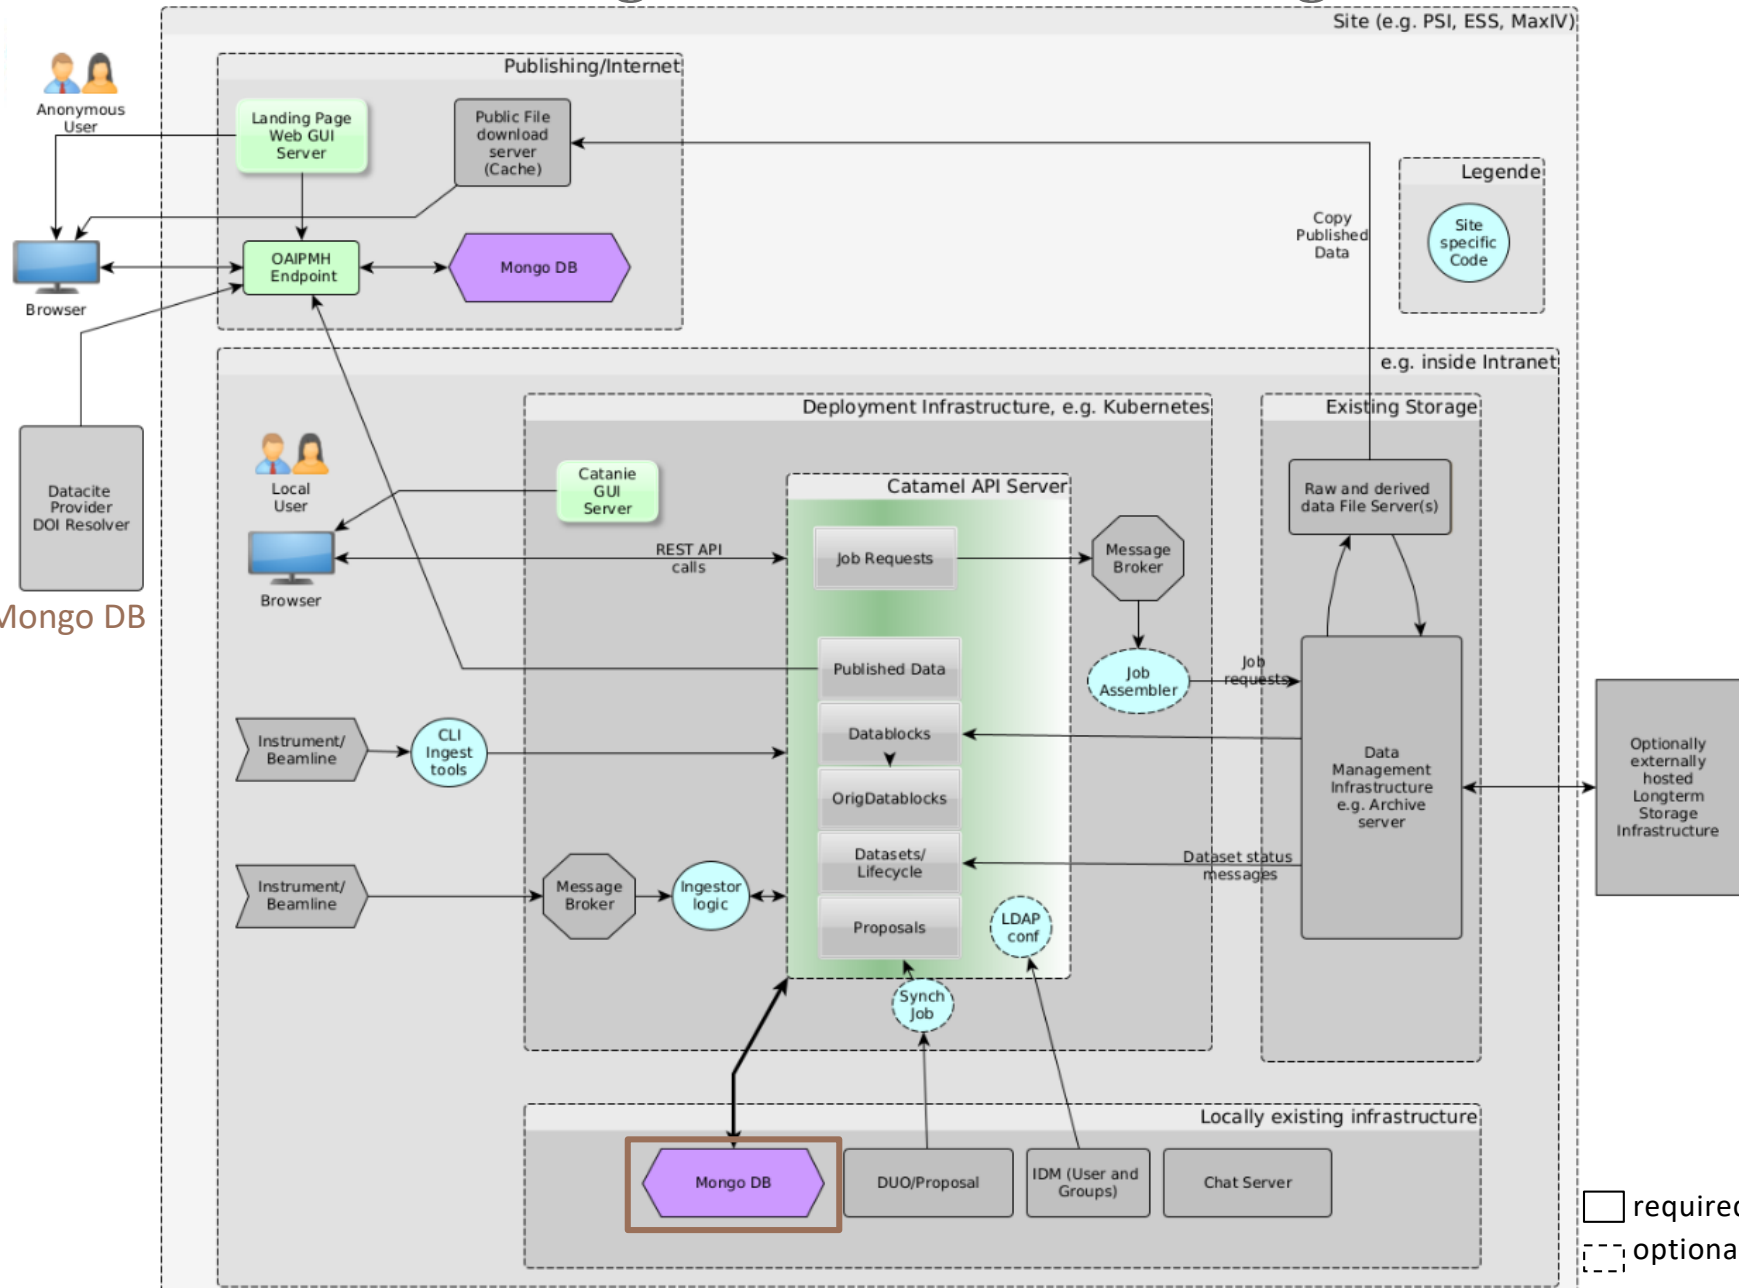 Site (e.g. PSI, ESS, MaxIV)
Publishing/Internet
Anonymous
User
Landing Page
Web GUI
Server
Public File
download
server
(Cache)
Legende
Site
specific
Code
Copy
Published
Data
OAIPMH
Endpoint
Mongo DB
Browser
e.g. inside Intranet
Deployment Infrastructure, e.g. Kubernetes
Existing Storage
Datacite
Provider
DOI Resolver
Mongo DB
Local
User
Browser
Catanie
GUI
Server
REST API
calls
Catamel API Server
Job Requests
Published Data
Datablocks
OrigDatablocks
Datasets/
Lifecycle
Proposals
Message
Broker
Job
Assembler
Job
requests
Raw and derived
data File Server(s)
Data
Management
Infrastructure
e.g. Archive
server
Optionally
externally
hosted
Longterm
Storage
Infrastructure
Instrument/
Beamline
CLI
Ingest
tools
Instrument/
Beamline
Message
Broker
Ingestor
logic
Dataset status
messages
LDAP
conf
Synch
Job
Locally existing infrastructure
Mongo DB
DUO/Proposal
IDM (User and
Groups)
Chat Server
required
optiona